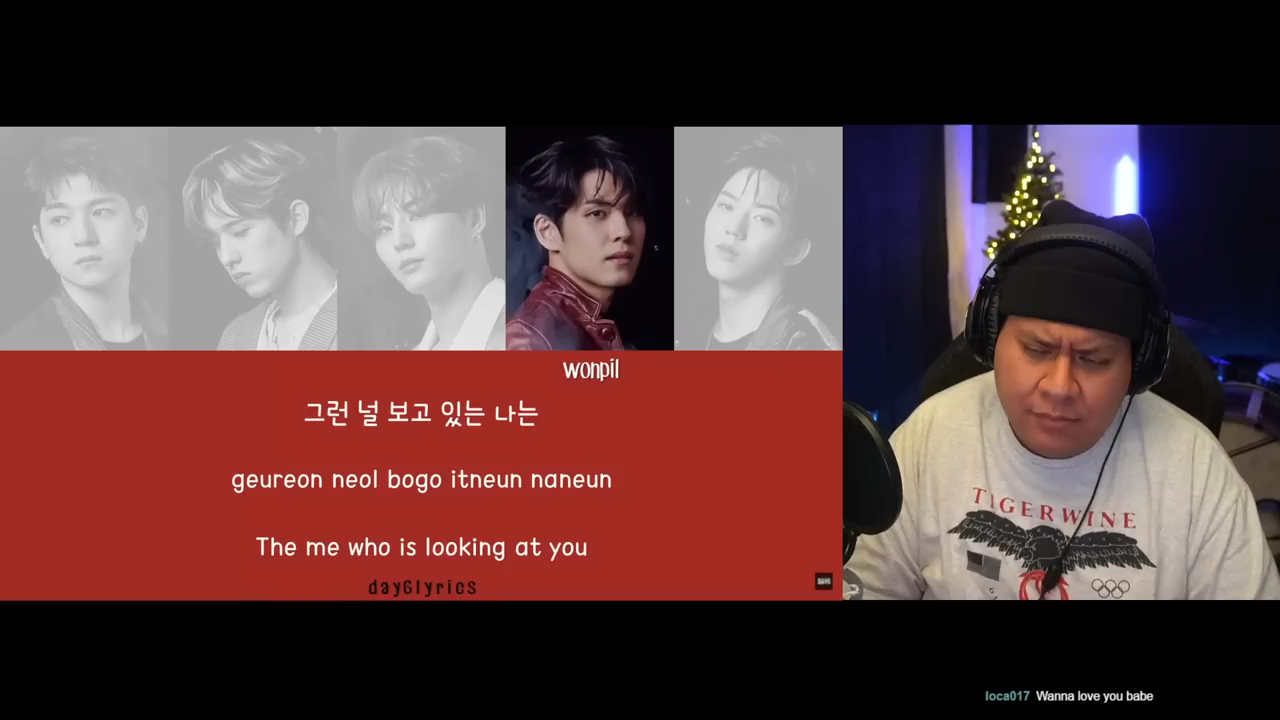 wonpil
그런 널 보고 있는 나는
geureon neol bogo itneun naneun
The me who is looking at you
day6lyrics
DAY6
TIGERWINE
loca017 Wanna love you babe